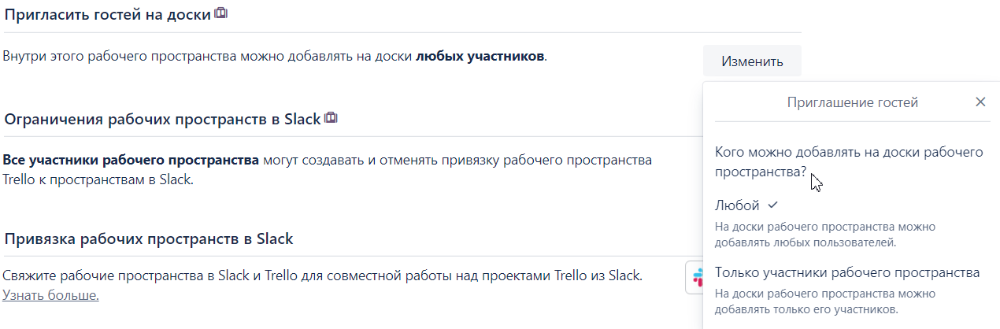 Пригласить гостей на доски
Внутри этого рабочего пространства можно добавлять на доски любых участников.
Изменить
Ограничения рабочих пространств в Slack
Все участники рабочего пространства могут создавать и отменять привязку рабочего пространства
Trello к пространствам в Slack.
Привязка рабочих пространств в Slack
Свяжите рабочие пространства в Slack и Trello для совместной работы над проектами Trello из Slack.
Узнать больше.
Приглашение гостей
Кого можно добавлять на доски рабочего
пространства?
Любой
На доски рабочего пространства можно
добавлять любых пользователей.
Только участники рабочего пространства
На доски рабочего пространства можно
добавлять только его участников.